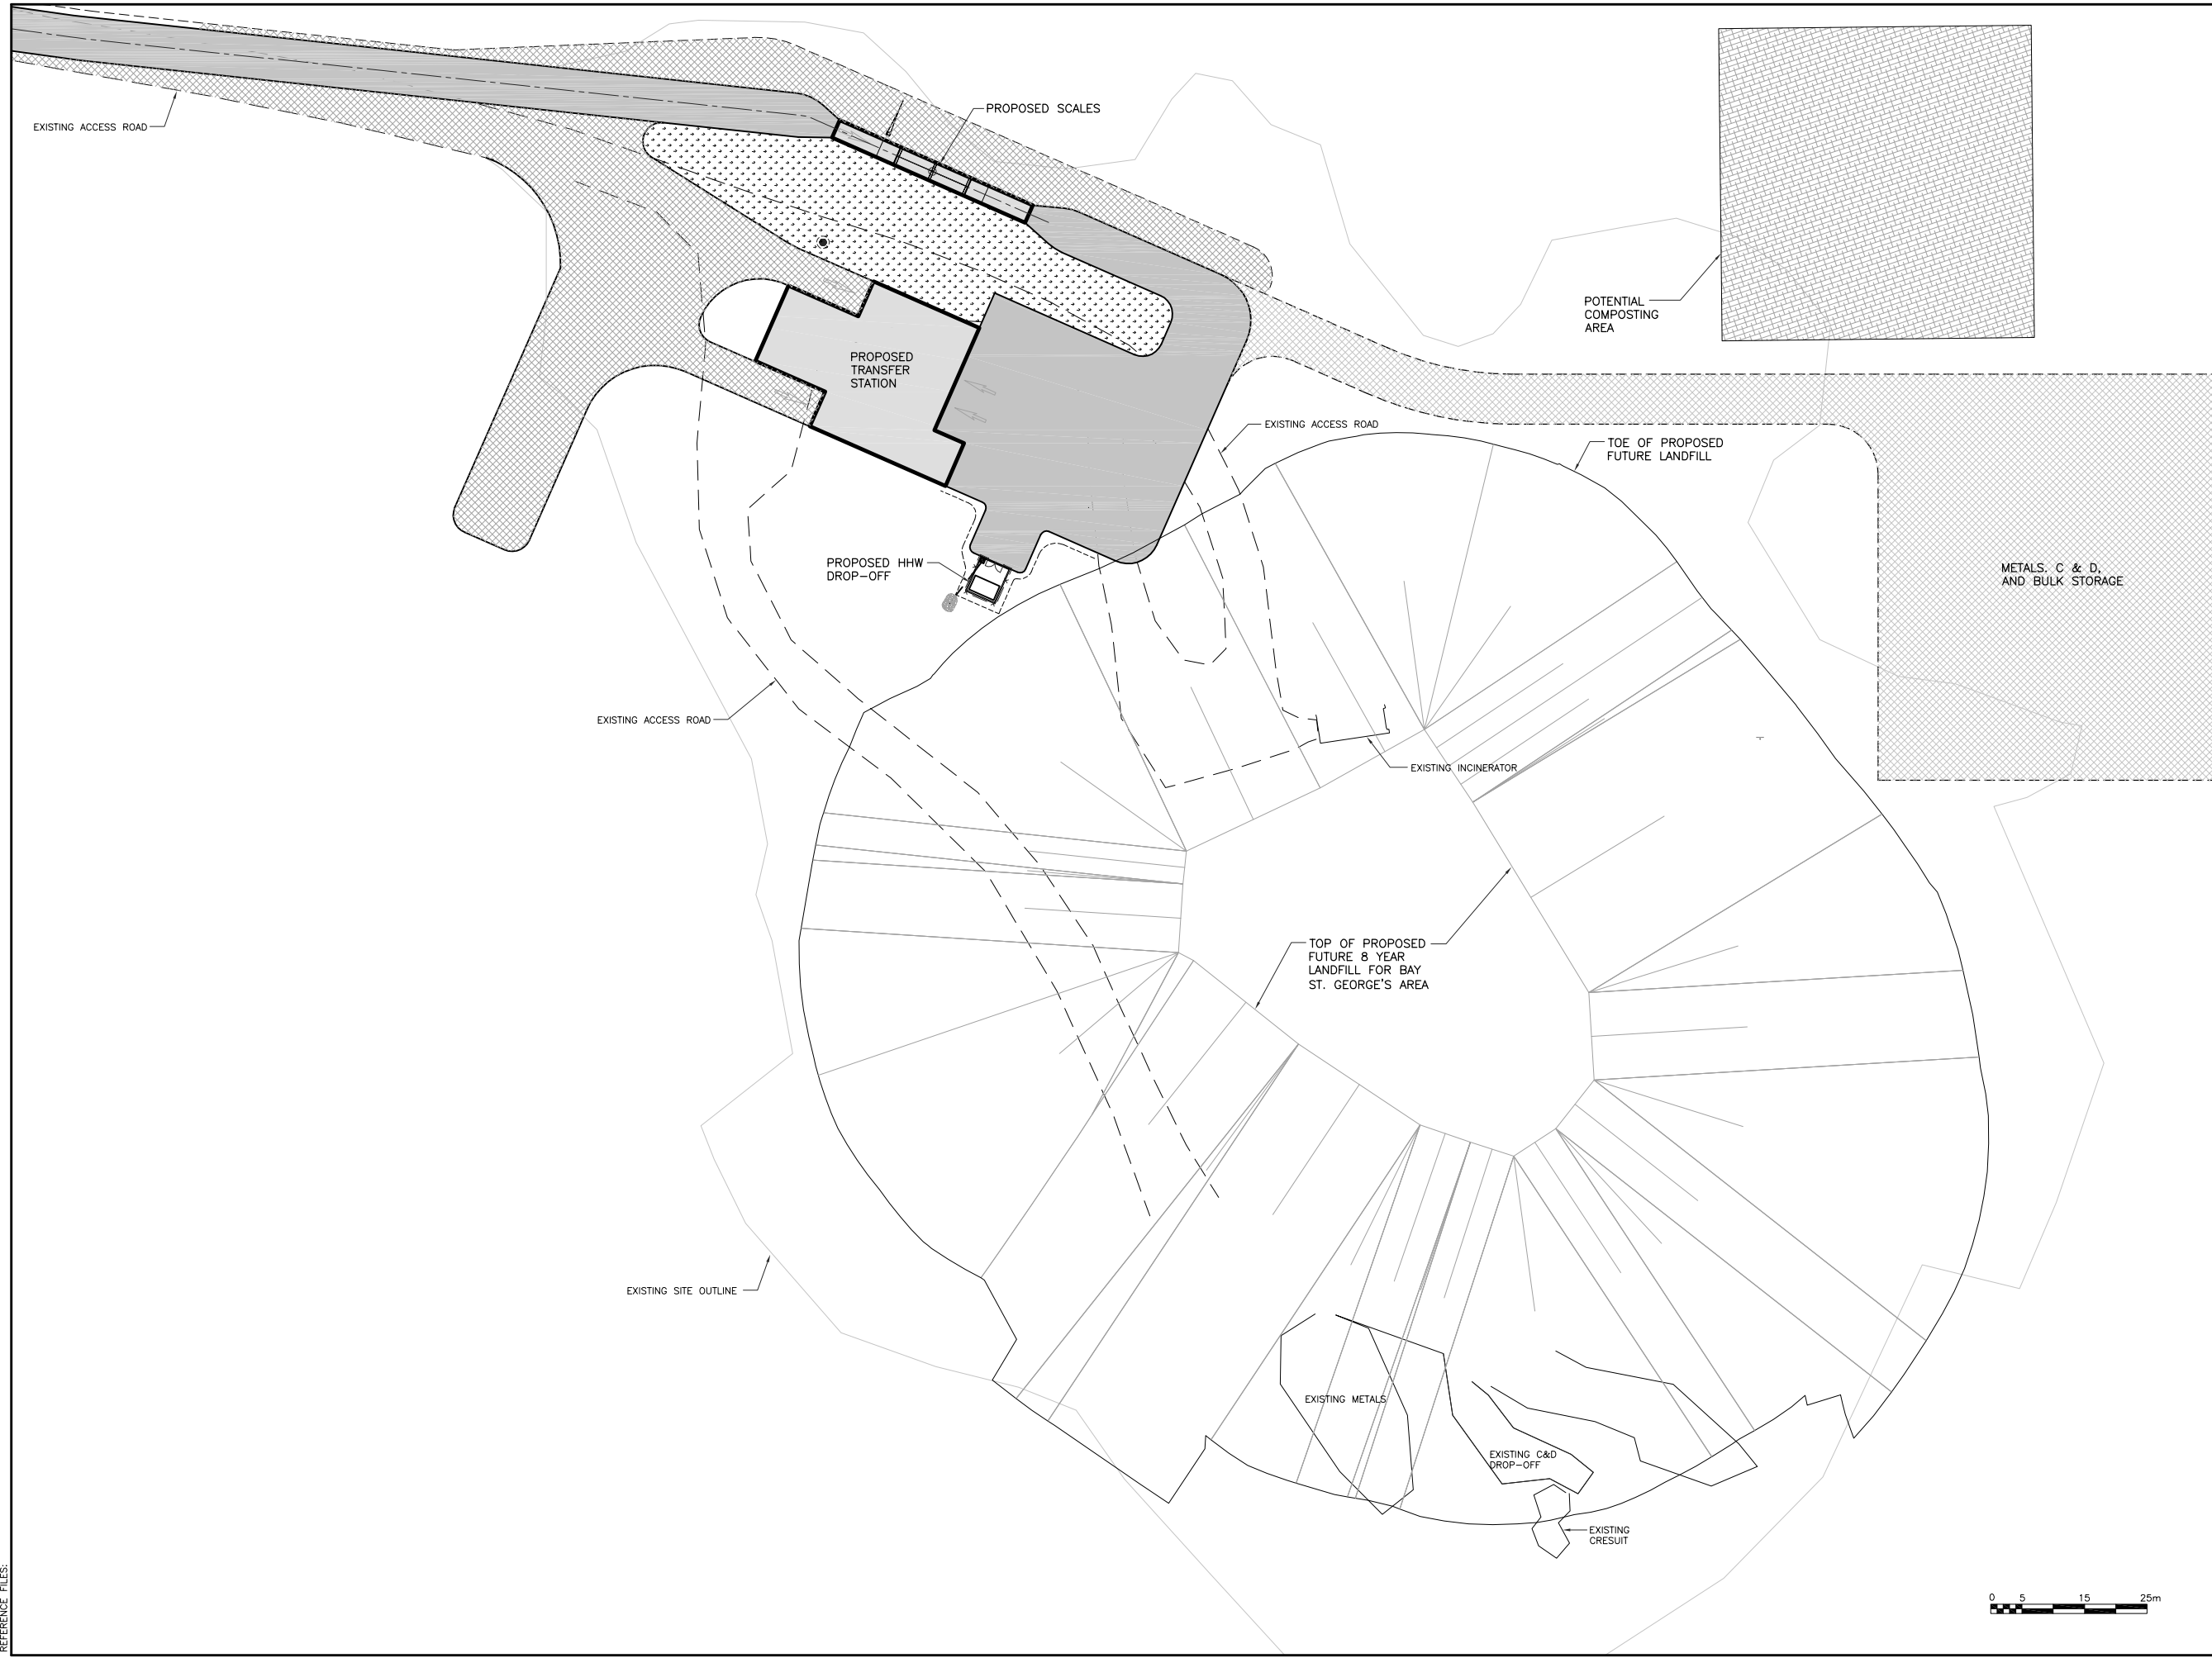 PROPOSED SCALES
EXISTING ACCESS ROAD
POTENTIAL
COMPOSTING
AREA
PROPOSED
TRANSFER
STATION
EXISTING ACCESS ROAD
TOE OF PROPOSED
FUTURE LANDFILL
PROPOSED HHW
DROP-OFF
METALS. C & D,
AND BULK STORAGE
EXISTING ACCESS ROAD
EXISTING INCINERATOR
TOP OF PROPOSED
FUTURE 8 YEAR
LANDFILL FOR BAY
ST. GEORGE'S AREA
EXISTING SITE OUTLINE
EXISTING METALS
EXISTING C&D
DROP-OFF
EXISTING
CRESUIT
0 5 15 25m
REFERENCE FILES: